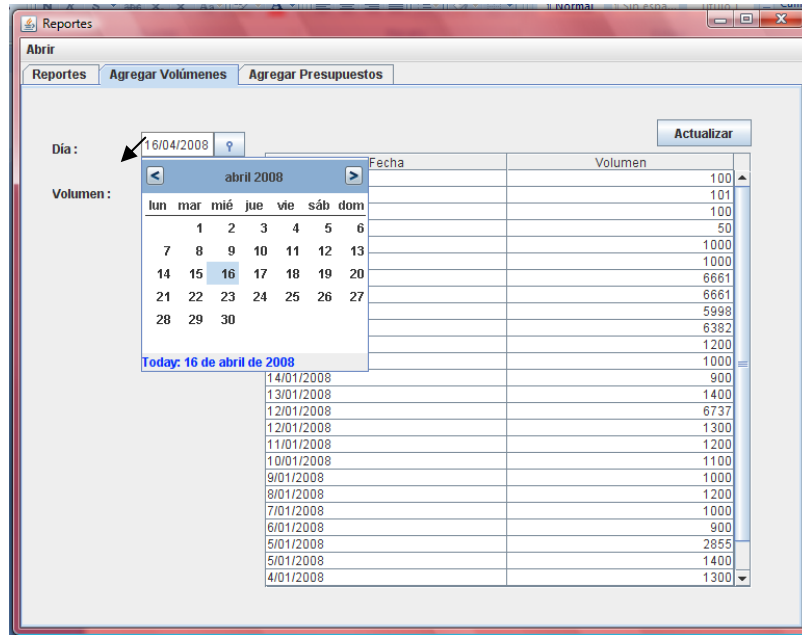 Reportes
Abrir
Reportes Agregar Volúmenes Agregar Presupuestos
Actualizar
Día : 16/04/2008
Fecha Volumen
Volumen :
abril 2008
lun mar mié jue vie sáb dom
1 2 3 4 5 6
7 8 9 10 11 12 13
14 15 16 17 18 19 20
21 22 23 24 25 26 27
28 29 30
Today: 16 de abril de 2008
100
101
100
50
1000
1000
6661
6661
5998
6382
1200
1000
14/01/2008 900
13/01/2008 1400
12/01/2008 6737
12/01/2008 1300
11/01/2008 1200
10/01/2008 1100
9/01/2008 1000
8/01/2008 1200
7/01/2008 1000
6/01/2008 900
5/01/2008 2855
5/01/2008 1400
4/01/2008 1300